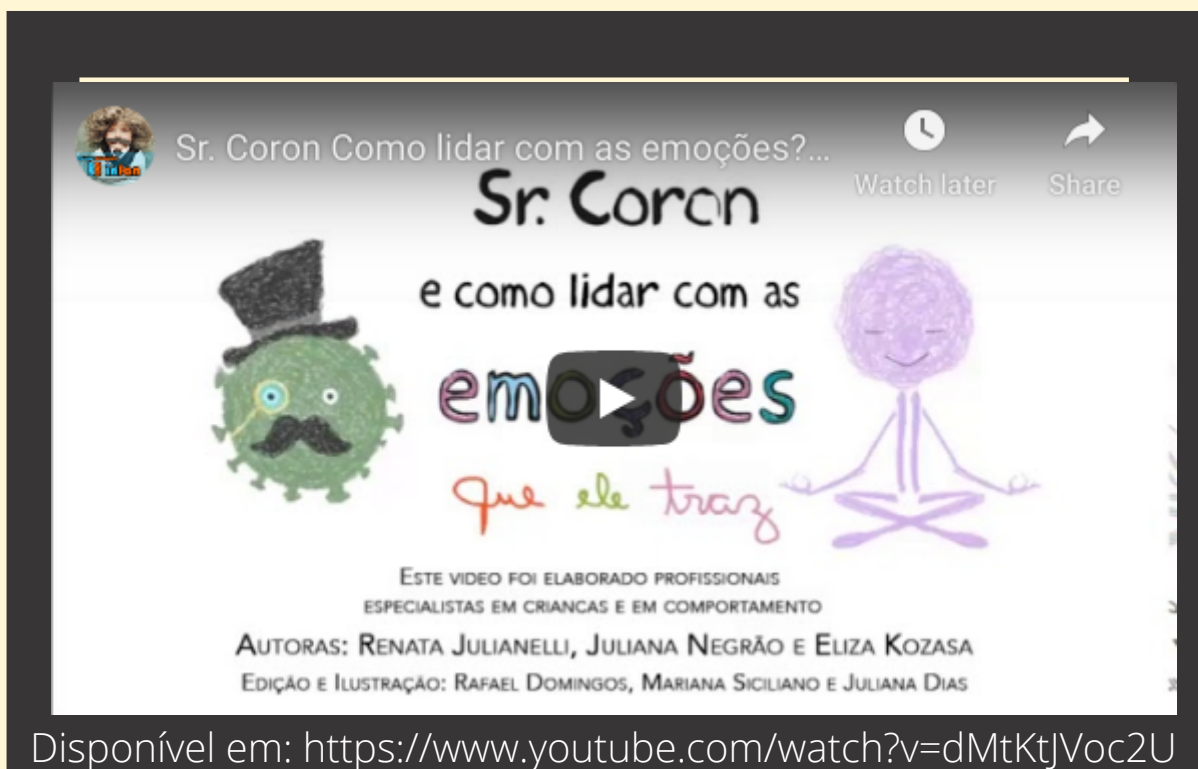 Sr. Coron Como lidar com as emoções?...
Watch later
Share
Sr. Coron
e como lidar com as
emoções
que ele traz
ESTE VIDEO FOI ELABORADO PROFISSIONAIS
ESPECIALISTAS EM CRIANCAS E EM COMPORTAMENTO
AUTORAS: RENATA JULIANELLI, JULIANA NEGRÃO E ELIZA KOZASA
EDIÇÃO E ILUSTRAÇÃO: RAFAEL DOMINGOS, MARIANA SICILIANO E JULIANA DIAS
Disponível em: https://www.youtube.com/watch?v=dMtKtJVoc2U